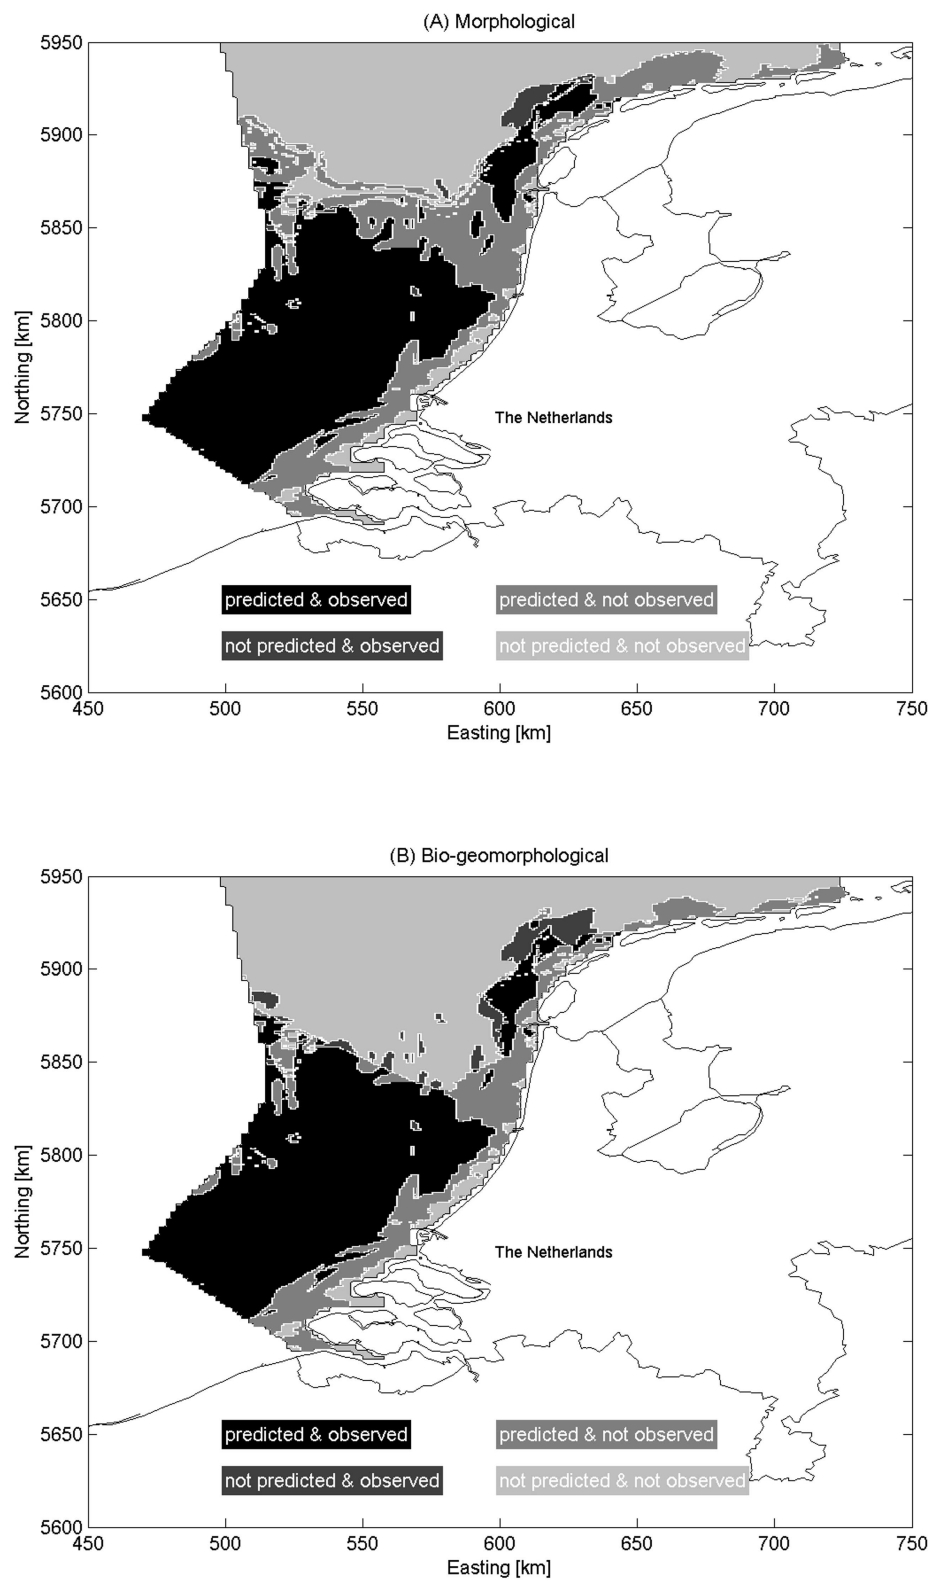 (A) Morphological
5950
5900
5850
5800
5750
5700
5650
5600
Northing [km]
The Netherlands
predicted & observed
predicted & not observed
not predicted & observed
not predicted & not observed
450 500 550 600 650 700 750
Easting [km]
(B) Bio-geomorphological
5950
5900
5850
5800
5750
5700
5650
5600
Northing [km]
The Netherlands
predicted & observed
predicted & not observed
not predicted & observed
not predicted & not observed
450 500 550 600 650 700 750
Easting [km]